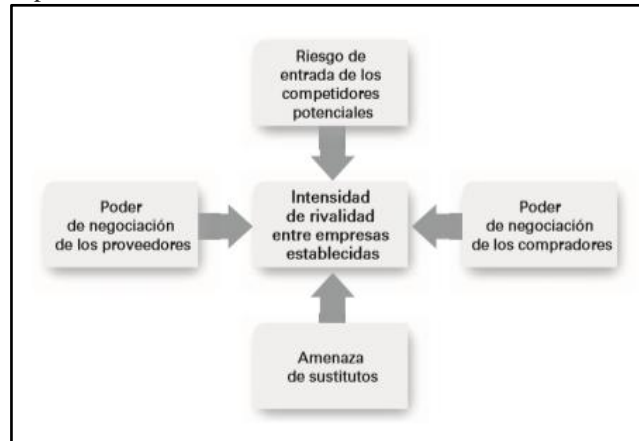 Riesgo de
entrada de los
competidores
potenciales
Poder
de negociación
de los proveedores
Intensidad
de rivalidad
entre empresas
establecidas
Poder
de negociación
de los compradores
Amenaza
de sustitutos